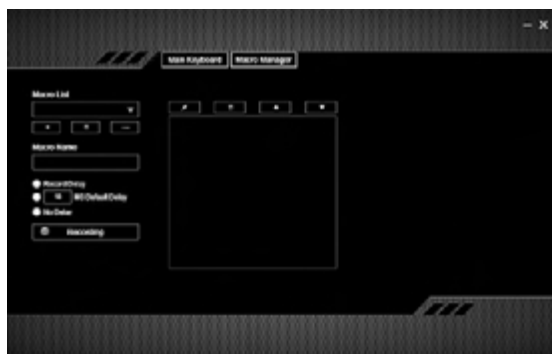 Main Keyboard
Macro Manager
Macro List
Macro Name
Record Delay
MS Default Delay
No Delay
Recording